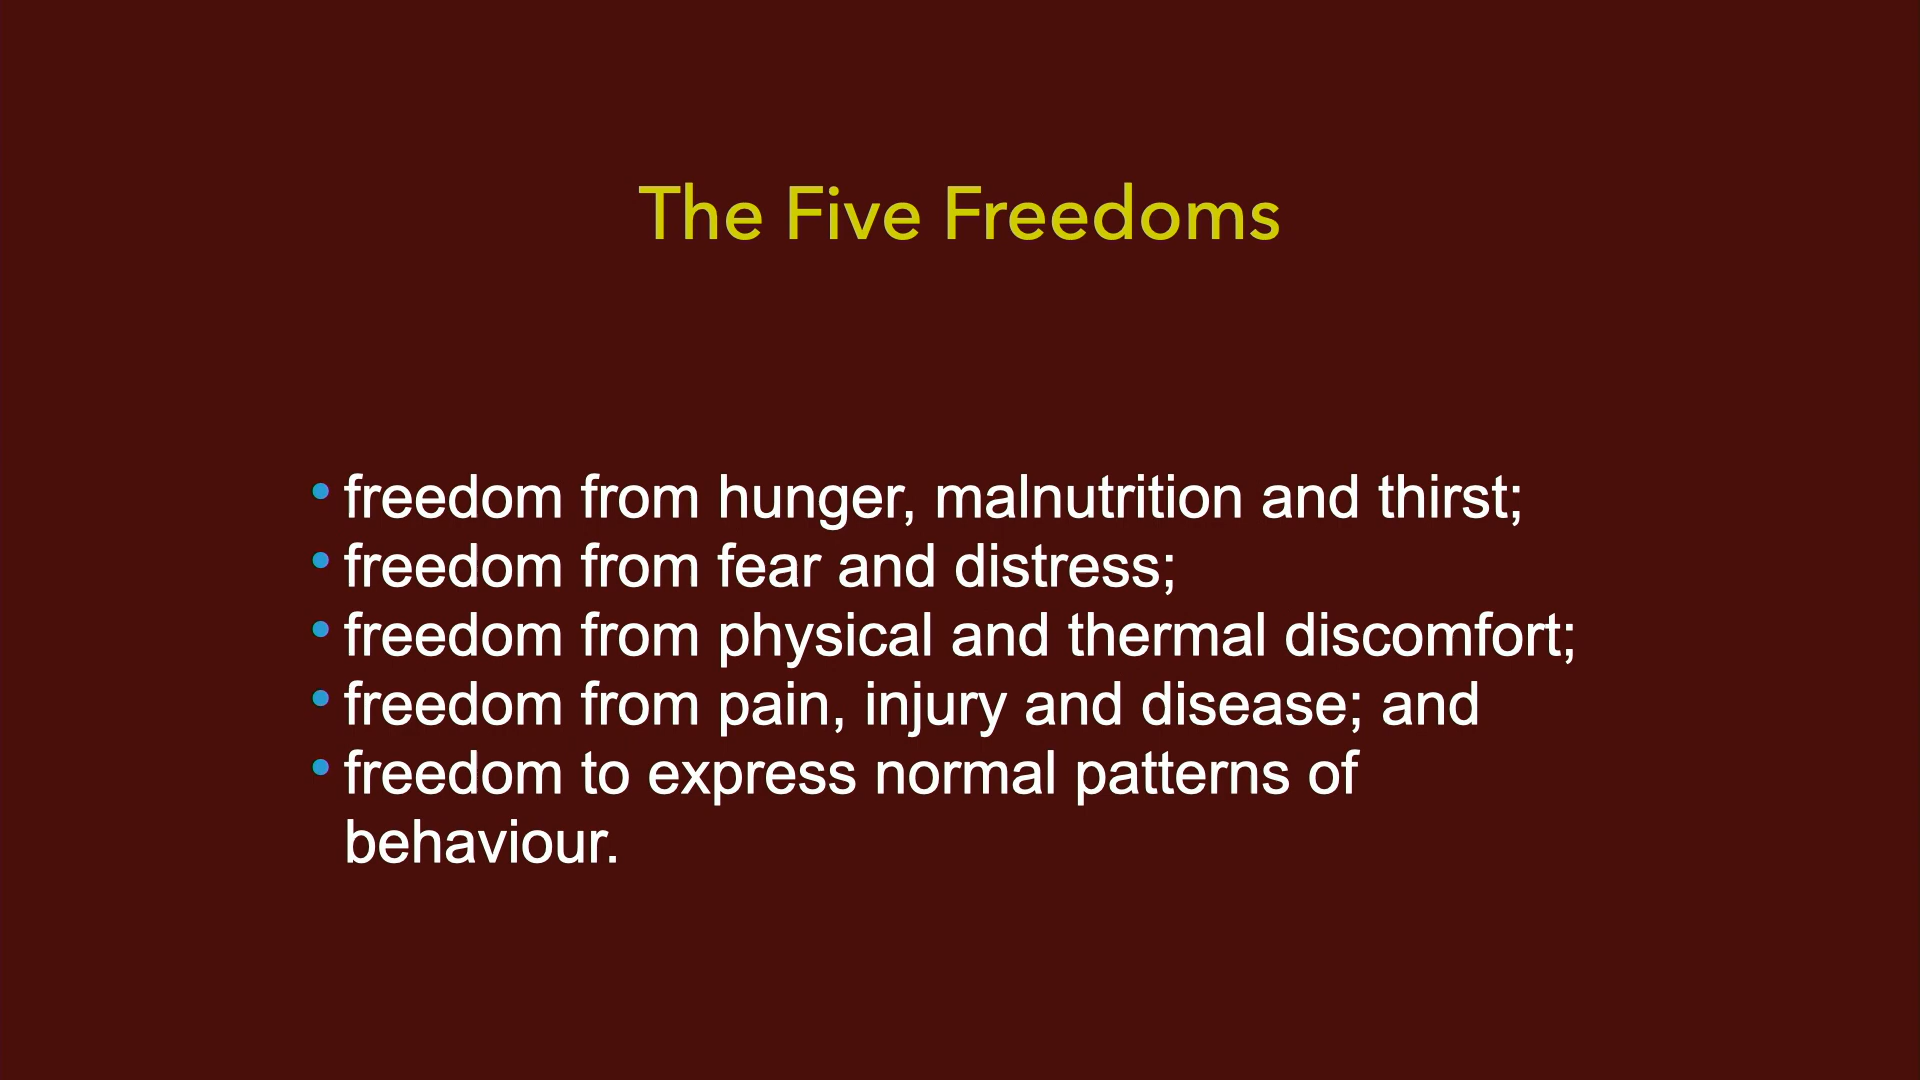 The Five Freedoms
• freedom from hunger, malnutrition and thirst;
• freedom from fear and distress;
• freedom from physical and thermal discomfort;
• freedom from pain, injury and disease; and
• freedom to express normal patterns of
behaviour.